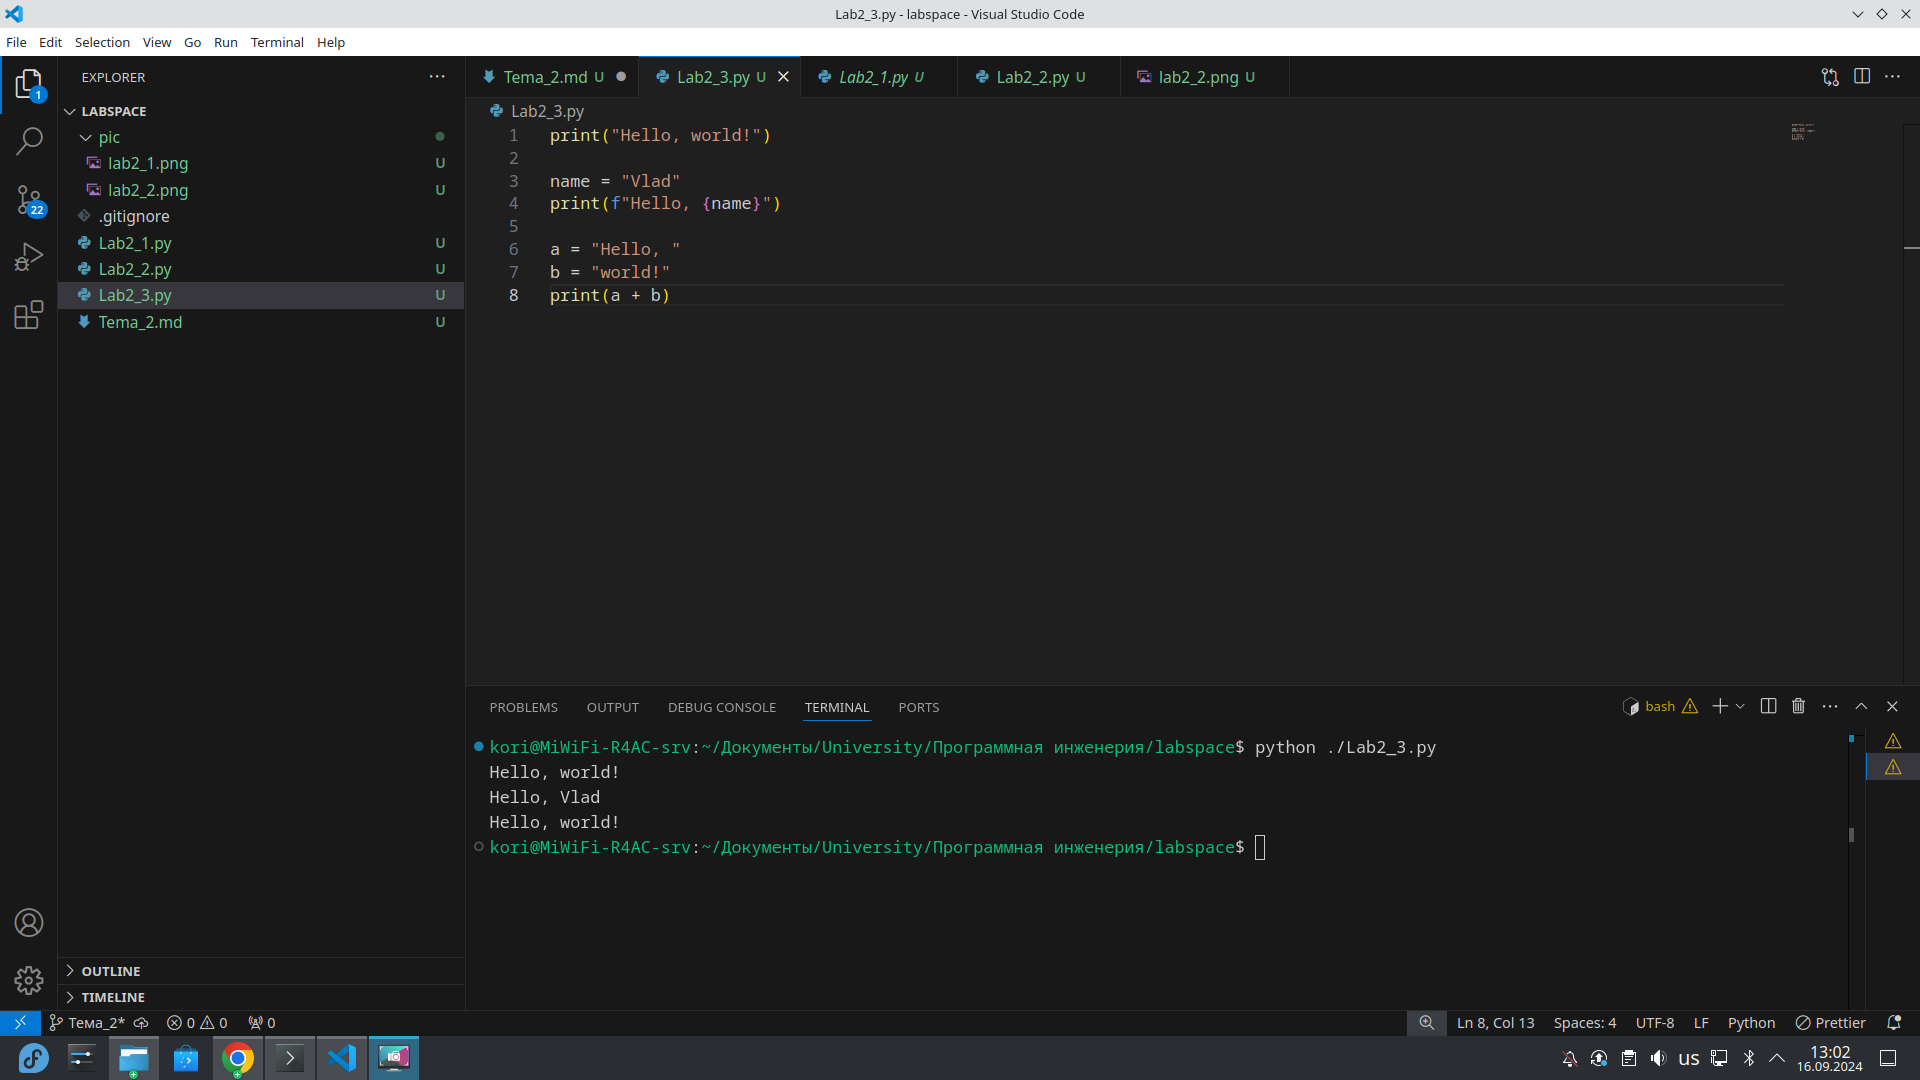 Lab2_3.py - labspace - Visual Studio Code
File Edit Selection View Go Run Terminal Help
EXPLORER
1
LABSPACE
pic
lab2_1.png U
lab2_2.png U
22
.gitignore
Lab2_1.py U
Lab2_2.py U
Lab2_3.py U
Tema_2.md U
OUTLINE
TIMELINE
Tema_2.md U Lab2_3.py U Lab2_1.py U Lab2_2.py U lab2_2.png U
Lab2_3.py
1 print("Hello, world!")
2
3 name = "Vlad"
4 print(f"Hello, {name}")
5
6 a = "Hello, "
7 b = "world!"
8 print(a + b)
PROBLEMS OUTPUT DEBUG CONSOLE TERMINAL PORTS
bash
kori@MiWiFi-R4AC-srv:~/Документы/University/Программная инженерия/labspace$ python ./Lab2_3.py
Hello, world!
Hello, Vlad
Hello, world!
kori@MiWiFi-R4AC-srv:~/Документы/University/Программная инженерия/labspace$
Тема_2* 0 0 0 Ln 8, Col 13 Spaces: 4 UTF-8 LF Python Prettier
us 13:02
16.09.2024